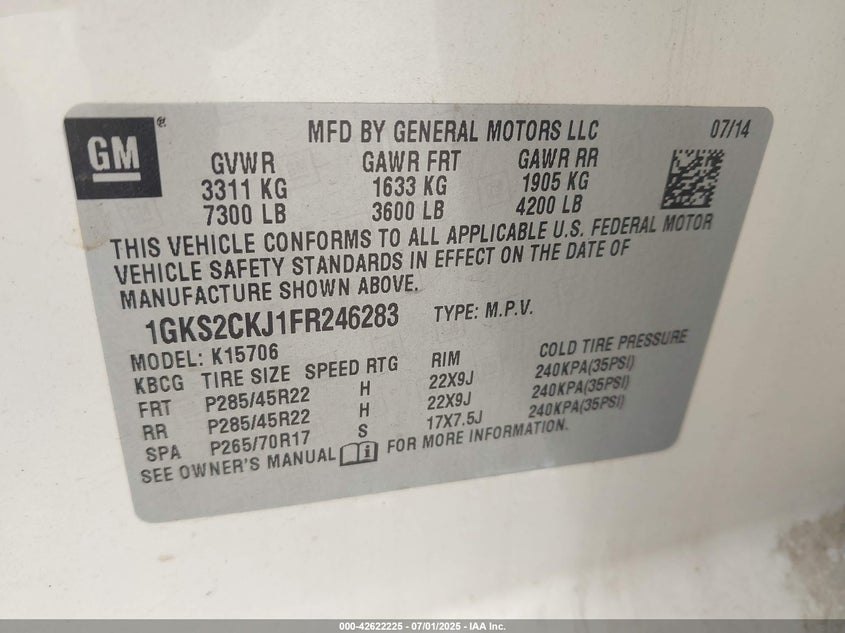 GM ®
MFD BY GENERAL MOTORS LLC 07/14
GVWR GAWR FRT GAWR RR
3311 KG 1633 KG 1905 KG
7300 LB 3600 LB 4200 LB
THIS VEHICLE CONFORMS TO ALL APPLICABLE U.S. FEDERAL MOTOR
VEHICLE SAFETY STANDARDS IN EFFECT ON THE DATE OF
MANUFACTURE SHOWN ABOVE.
1GKS2CKJ1FR246283 TYPE: M.P.V.
MODEL: K15706
KBCG TIRE SIZE SPEED RTG RIM COLD TIRE PRESSURE
FRT P285/45R22 H 22X9J 240KPA(35PSI)
RR P285/45R22 H 22X9J 240KPA(35PSI)
SPA P265/70R17 S 17X7.5J 240KPA(35PSI)
SEE OWNER'S MANUAL i FOR MORE INFORMATION.
000-42622225 - 07/01/2025 - IAA Inc.